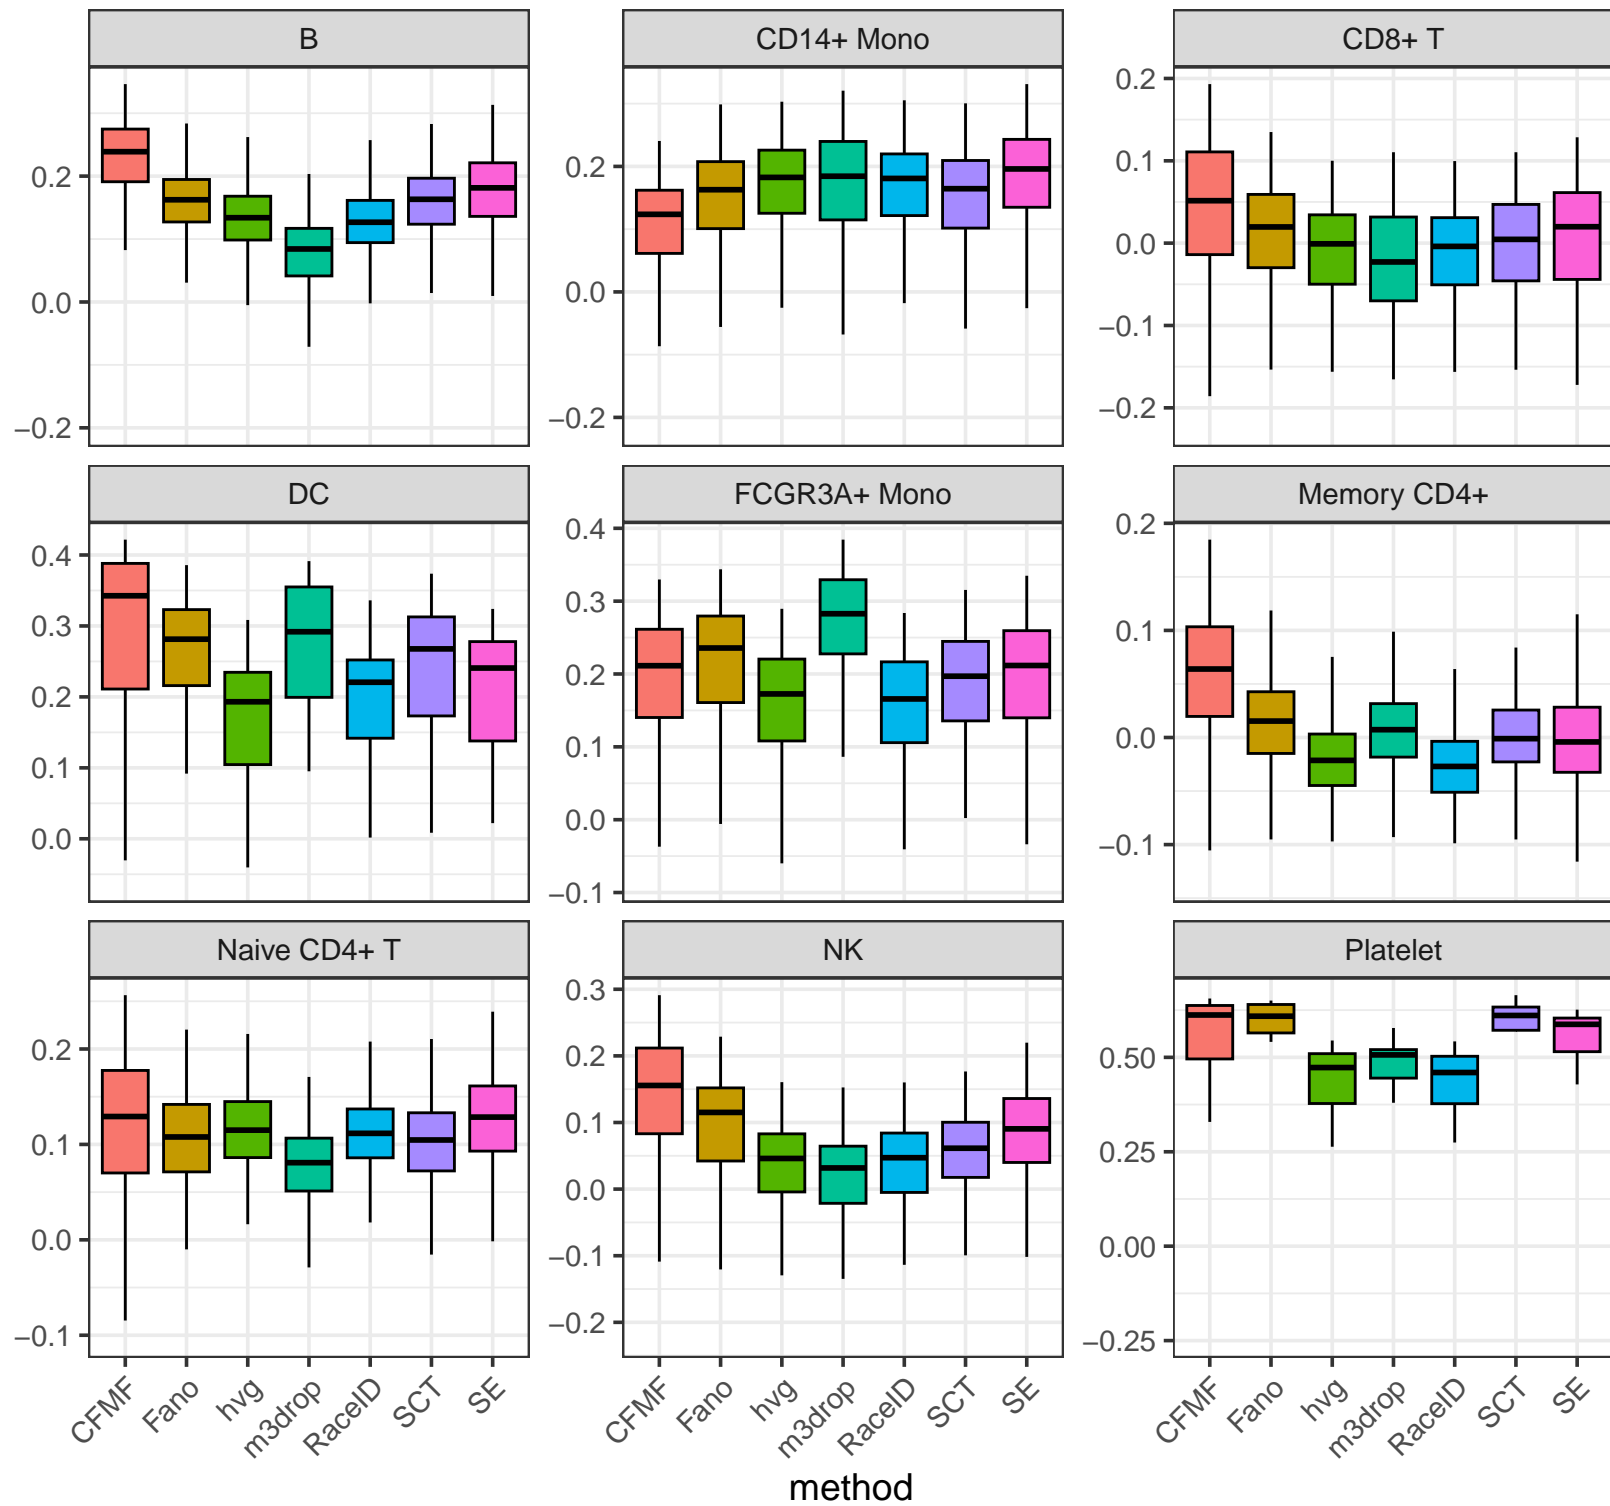 B
CD14+ Mono
CD8+ T
0.2
0.0
−0.2
0.2
0.0
−0.2
0.2
0.1
0.0
−0.1
−0.2
DC
FCGR3A+ Mono
Memory CD4+
0.4
0.3
0.2
0.1
0.0
0.4
0.3
0.2
0.1
0.0
−0.1
0.2
0.1
0.0
−0.1
Naive CD4+ T
NK
Platelet
0.2
0.1
0.0
−0.1
0.3
0.2
0.1
0.0
−0.1
−0.2
0.50
0.25
0.00
−0.25
CFMF
Fano
hvg
m3drop
RaceID
SCT
SE
CFMF
Fano
hvg
m3drop
RaceID
SCT
SE
CFMF
Fano
hvg
m3drop
RaceID
SCT
SE
method